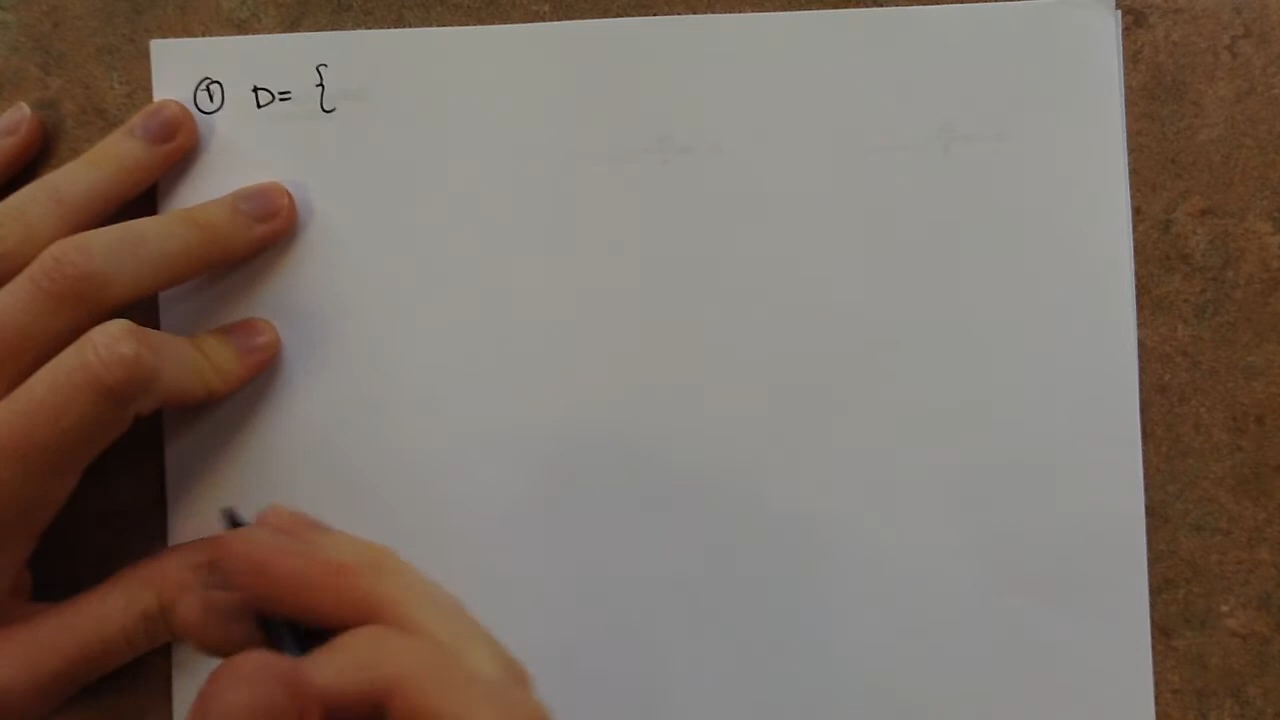 ① D= {